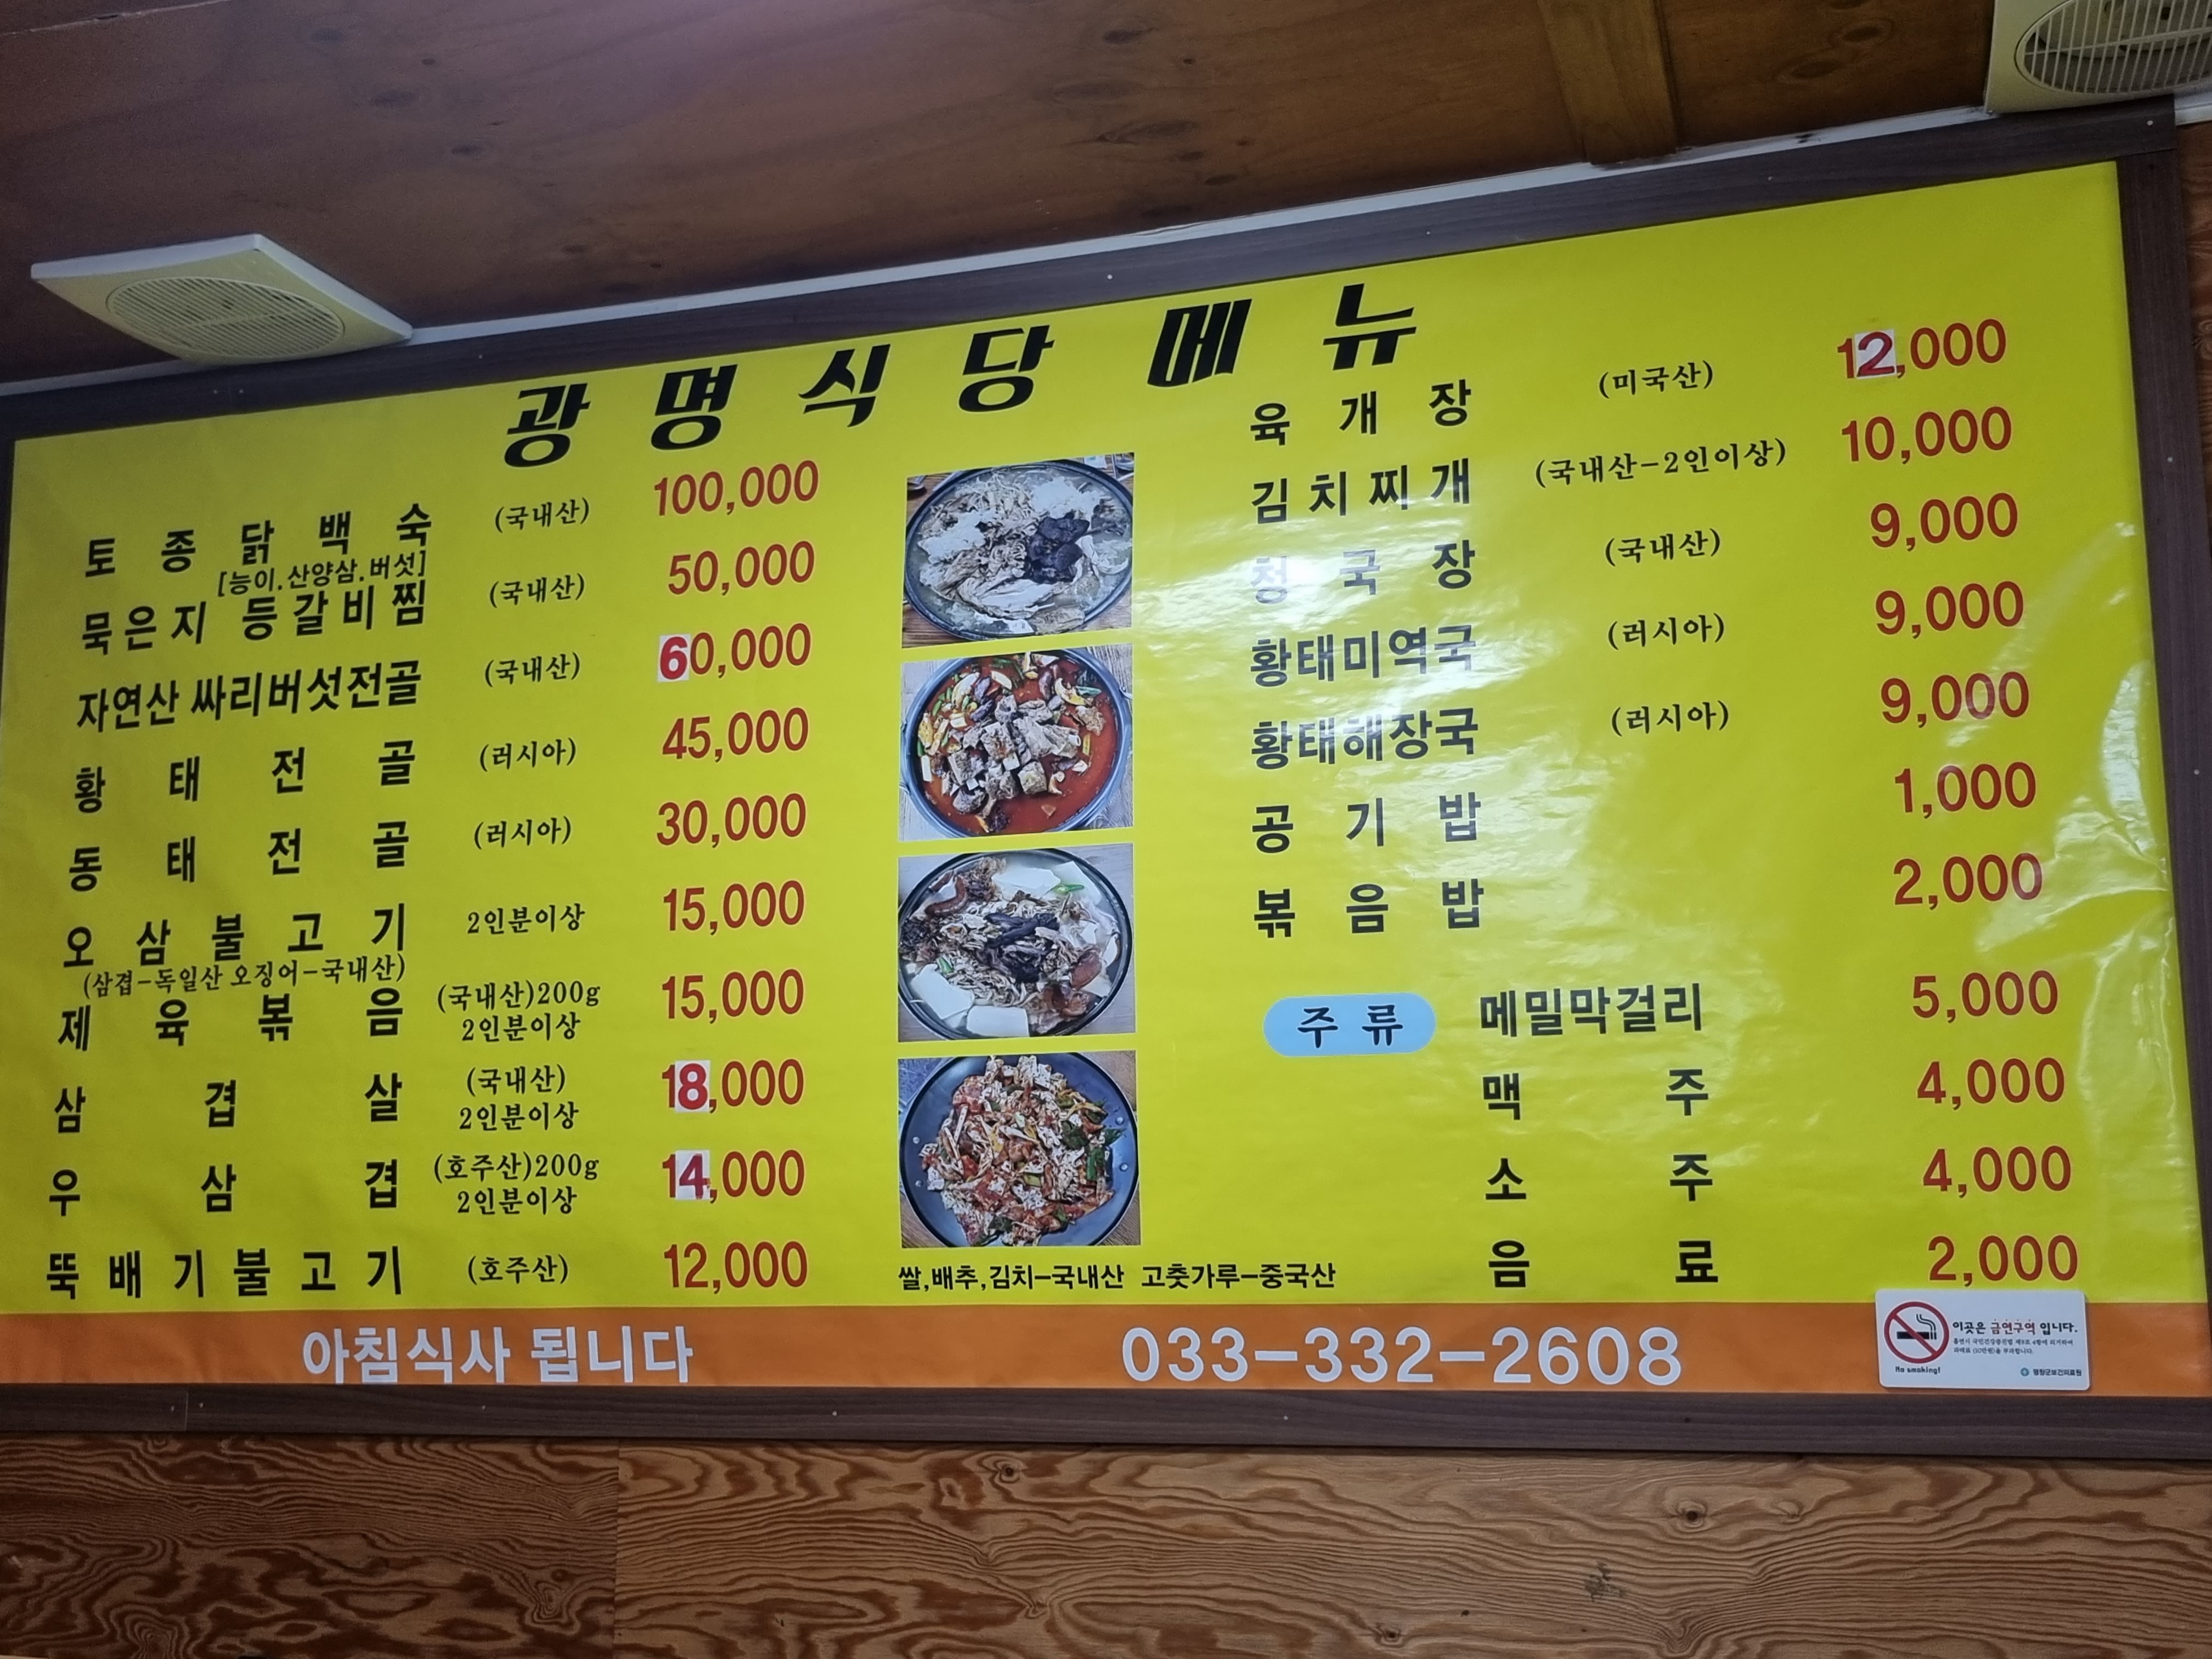 광명식당 메뉴
토종닭백숙 (국내산) 100,000
[능이.산양삼.버섯]
묵은지 등갈비찜 (국내산) 50,000
자연산 싸리버섯전골 (국내산) 60,000
황태전골 (러시아) 45,000
동태전골 (러시아) 30,000
오삼불고기 2인분이상 15,000
(삼겹-독일산 오징어-국내산)
제육볶음 (국내산)200g 2인분이상 15,000
삼겹살 (국내산) 2인분이상 18,000
우삼겹 (호주산)200g 2인분이상 14,000
뚝배기불고기 (호주산) 12,000
육개장 (미국산) 12,000
김치찌개 (국내산-2인이상) 10,000
청국장 (국내산) 9,000
황태미역국 (러시아) 9,000
황태해장국 (러시아) 9,000
공기밥 1,000
볶음밥 2,000
주류 메밀막걸리 5,000
맥주 4,000
소주 4,000
음료 2,000
쌀,배추,김치-국내산 고춧가루-중국산
아침식사 됩니다 033-332-2608
이곳은 금연구역 입니다.
No smoking!
평창군보건의료원